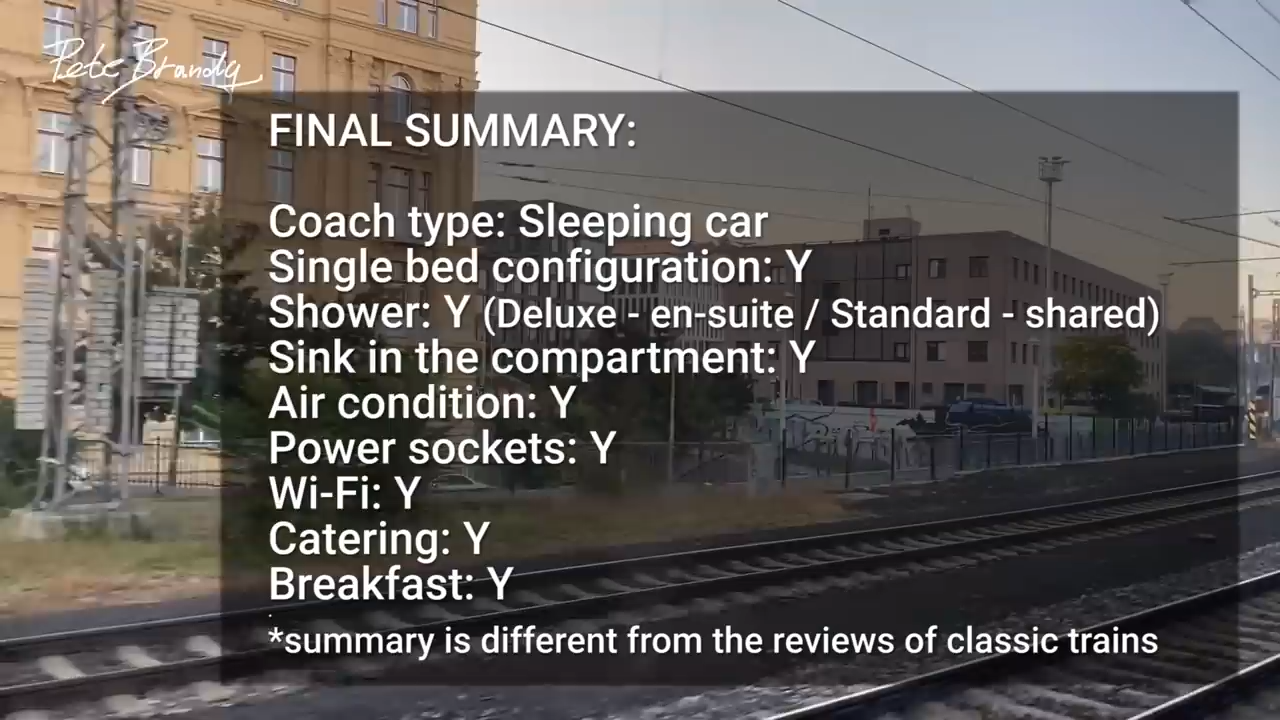 Pete Brandy
FINAL SUMMARY:
Coach type: Sleeping car
Single bed configuration: Y
Shower: Y (Deluxe - en-suite / Standard - shared)
Sink in the compartment: Y
Air condition: Y
Power sockets: Y
Wi-Fi: Y
Catering: Y
Breakfast: Y
.
*summary is different from the reviews of classic trains